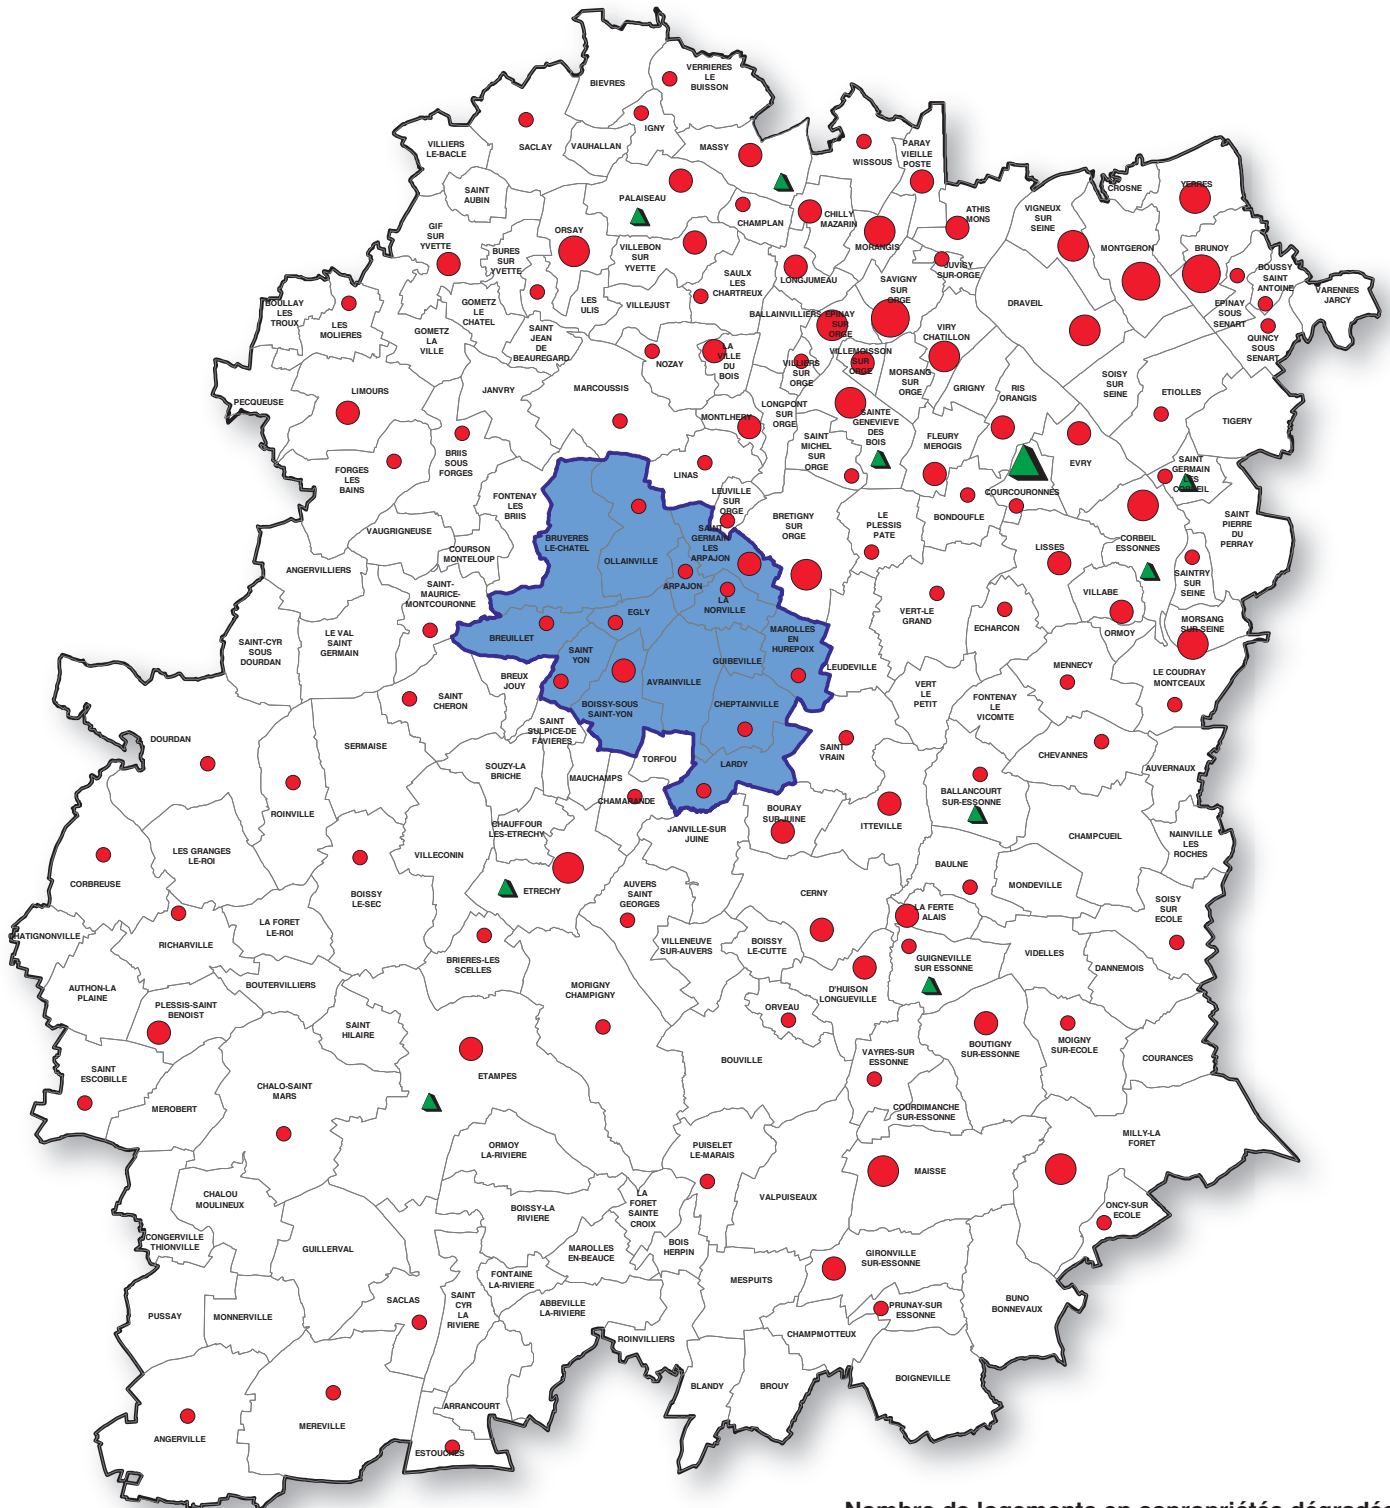 VERRIERES
LE
BUISSON
BIEVRES
IGNY
VILLIERS
LE-BACLE
SACLAY
VAUHALLAN
MASSY
WISSOUS
PARAY
VIEILLE
POSTE
SAINT
AUBIN
PALAISEAU
CHAMPLAN
CHILLY
MAZARIN
ATHIS
MONS
VIGNEUX
SUR
SEINE
CROSNE
YERRES
GIF
SUR
YVETTE
BURES
SUR
YVETTE
ORSAY
VILLEBON
SUR
YVETTE
MORANGIS
MONTGERON
BRUNOY
BOUSSY
SAINT
ANTOINE
VARENNES
JARCY
JUVISY
SUR-ORGE
SAULX
LES
CHARTREUX
LONGJUMEAU
SAVIGNY
SUR
ORGE
DRAVEIL
EPINAY
SOUS
SENART
QUINCY
SOUS
SENART
BOULLAY
LES
TROUX
LES
MOLIERES
GOMETZ
LE
CHATEL
GOMETZ
LA
VILLE
LES
ULIS
VILLEJUST
SAINT
JEAN
DE
BEAUREGARD
BALLAINVILLIERS
EPINAY
SUR
ORGE
VIRY
CHATILLON
NOZAY
LA
VILLE
DU
BOIS
VILLIERS
SUR
ORGE
VILLEMOISSON
SUR
ORGE
MORSANG
SUR
ORGE
GRIGNY
RIS
ORANGIS
SOISY
SUR
SEINE
ETIOLLES
TIGERY
PECQUEUSE
LIMOURS
JANVRY
MARCOUSSIS
MONTLHERY
LONGPONT
SUR
ORGE
SAINTE
GENEVIEVE
DES
BOIS
FLEURY
MEROGIS
BRIIS
SOUS
FORGES
FORGES
LES
BAINS
LINAS
SAINT
MICHEL
SUR
ORGE
EVRY
COURCOURONNES
SAINT
GERMAIN
LES
CORBEIL
FONTENAY
LES
BRIIS
LEUVILLE
SUR
ORGE
BRETIGNY
SUR
ORGE
LE
PLESSIS
PATE
BONDOUFLE
SAINT
PIERRE
DU
PERRAY
VAUGRIGNEUSE
COURSON
MONTELOUP
BRUYERES
LE-CHATEL
OLLAINVILLE
SAINT
GERMAIN
LES
ARPAJON
ARPAJON
LISSES
CORBEIL
ESSONNES
SAINTRY
SUR
SEINE
ANGERVILLIERS
SAINT-
MAURICE-
MONTCOURONNE
LA
NORVILLE
EGLY
VERT-LE
GRAND
ECHARCON
VILLABE
ORMOY
MORSANG
SUR-SEINE
SAINT-CYR
SOUS
DOURDAN
LE VAL
SAINT
GERMAIN
BREUILLET
SAINT
YON
MAROLLES
EN
HUREPOIX
GUIBEVILLE
LEUDEVILLE
MENNECY
LE COUDRAY
MONTCEAUX
SAINT
CHERON
BREUX
JOUY
AVRAINVILLE
BOISSY-SOUS
SAINT-YON
CHEPTAINVILLE
VERT
LE
PETIT
FONTENAY
LE
VICOMTE
CHEVANNES
AUVERNAUX
DOURDAN
SERMAISE
SAINT
SULPICE-DE
FAVIERES
SAINT
VRAIN
TORFOU
LARDY
SOUZY-LA
BRICHE
MAUCHAMPS
CHAMARANDE
BALLANCOURT
SUR-ESSONNE
ROINVILLE
CHAUFFOUR
LES-ETRECHY
JANVILLE-SUR
JUINE
BOURAY
SUR-JUINE
ITTEVILLE
CHAMPCUEIL
NAINVILLE
LES
ROCHES
CORBREUSE
LES GRANGES
LE-ROI
BOISSY
LE-SEC
VILLECONIN
ETRECHY
AUVERS
SAINT
GEORGES
CERNY
BAULNE
MONDEVILLE
LA FERTE
ALAIS
SOISY
SUR
ECOLE
CHATIGNONVILLE
RICHARVILLE
LA FORET
LE-ROI
BRIERES-LES
SCELLES
VILLENEUVE
SUR-AUVERS
BOISSY
LE-CUTTE
GUIGNEVILLE
SUR ESSONNE
VIDELLES
DANNEMOIS
AUTHON-LA
PLAINE
BOUTERVILLIERS
MORIGNY
CHAMPIGNY
D'HUISON
LONGUEVILLE
PLESSIS-SAINT
BENOIST
SAINT
HILAIRE
ORVEAU
BOUTIGNY
SUR-ESSONNE
MOIGNY
SUR-ECOLE
COURANCES
SAINT
ESCOBILLE
ETAMPES
BOUVILLE
VAYRES-SUR
ESSONNE
MEROBERT
CHALO-SAINT
MARS
COURDIMANCHE
SUR-ESSONNE
MILLY-LA
FORET
ORMOY
LA-RIVIERE
PUISELET
LE-MARAIS
MAISSE
CHALOU
MOULINEUX
BOISSY-LA
RIVIERE
LA
FORET
SAINTE
CROIX
VALPUISEAUX
ONCY-SUR
ECOLE
CONGERVILLE
THIONVILLE
GUILLERVAL
MAROLLES
EN-BEAUCE
BOIS
HERPIN
GIRONVILLE
SUR-ESSONNE
FONTAINE
LA-RIVIERE
MESPUITS
BUNO
BONNEVAUX
PUSSAY
MONNERVILLE
SACLAS
SAINT
CYR
LA
RIVIERE
ABBEVILLE
LA-RIVIERE
PRUNAY-SUR
ESSONNE
CHAMPMOTTEUX
ROINVILLIERS
BLANDY
BROUY
BOIGNEVILLE
ANGERVILLE
MEREVILLE
ARRANCOURT
ESTOUCHES
Nombre de logements en copropriétés dégradé